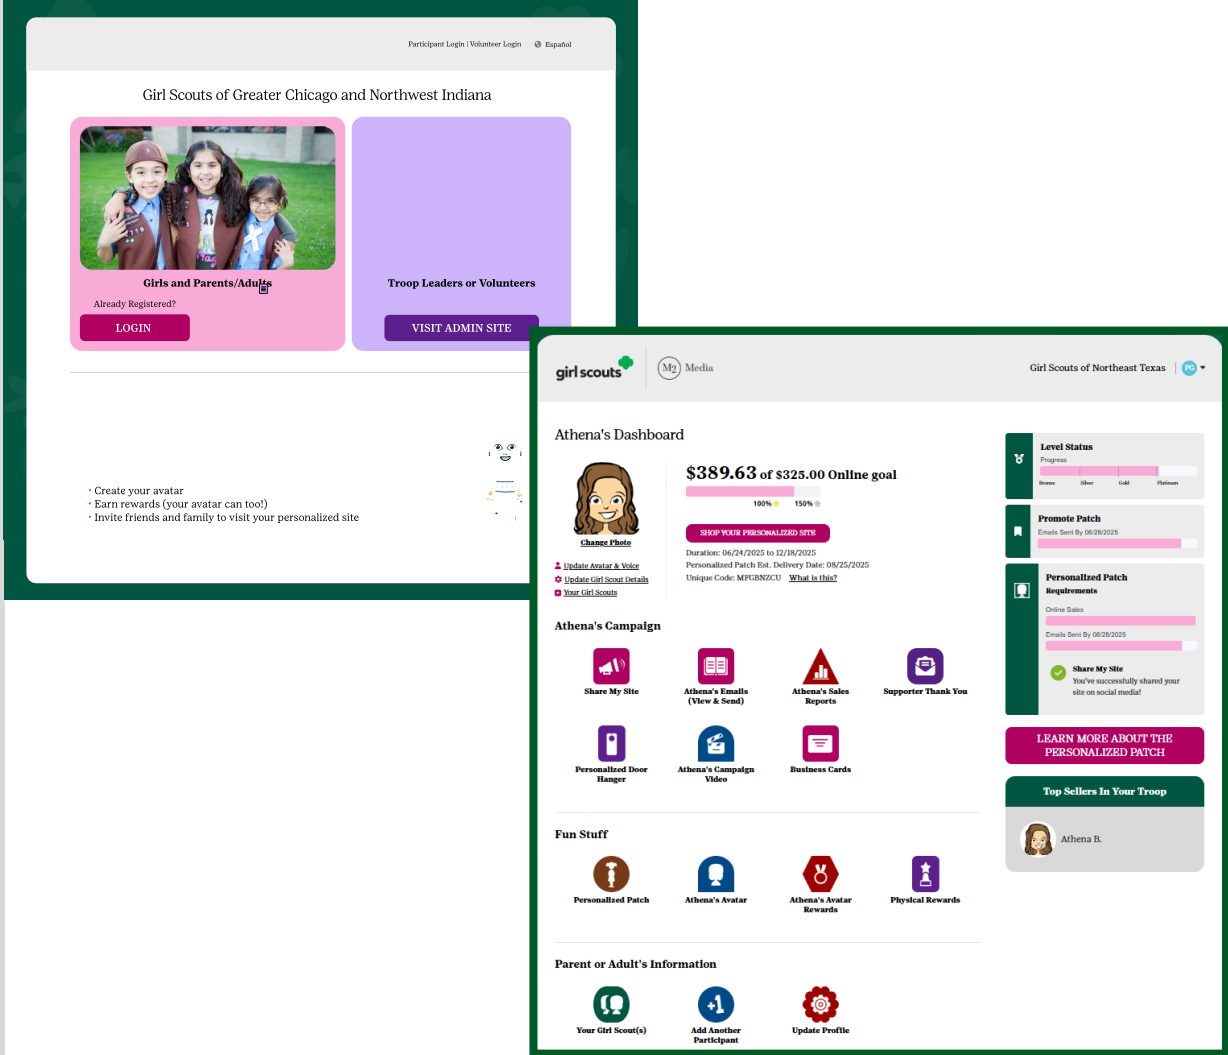 Participant Login | Volunteer Login Español
Girl Scouts of Greater Chicago and Northwest Indiana
Girls and Parents/Adults
Already Registered?
LOGIN
Troop Leaders or Volunteers
VISIT ADMIN SITE
· Create your avatar
· Earn rewards (your avatar can too!)
· Invite friends and family to visit your personalized site
girl scouts
M2 Media
Girl Scouts of Northeast Texas
PG
Athena's Dashboard
Change Photo
Update Avatar & Voice
Update Girl Scout Details
Your Girl Scouts
$389.63 of $325.00 Online goal
100% 150%
SHOP YOUR PERSONALIZED SITE
Duration: 06/24/2025 to 12/18/2025
Personalized Patch Est. Delivery Date: 08/25/2025
Unique Code: MFGBNZCU What is this?
Athena's Campaign
Share My Site
Athena's Emails
(View & Send)
Athena's Sales
Reports
Supporter Thank You
Personalized Door
Hanger
Athena's Campaign
Video
Business Cards
Fun Stuff
Personalized Patch
Athena's Avatar
Athena's Avatar
Rewards
Physical Rewards
Parent or Adult's Information
Your Girl Scout(s)
+1
Add Another
Participant
Update Profile
Level Status
Progress
Bronze Silver Gold Platinum
Promote Patch
Emails Sent By 06/28/2025
Personalized Patch
Requirements
Online Sales
Emails Sent By 06/28/2025
Share My Site
You've successfully shared your
site on social media!
LEARN MORE ABOUT THE
PERSONALIZED PATCH
Top Sellers In Your Troop
Athena B.